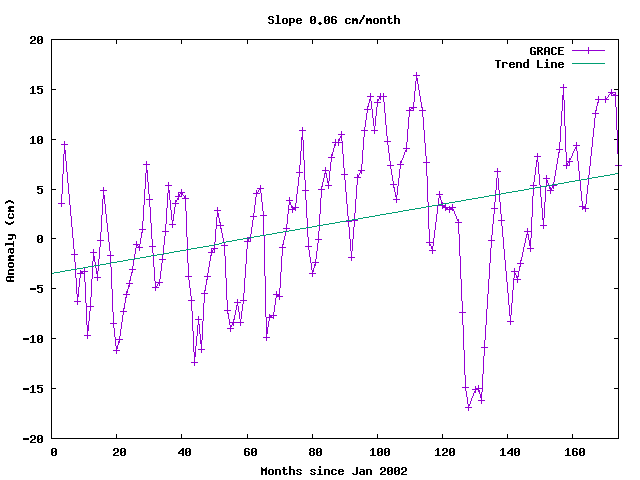 Slope 0.06 cm/month
GRACE
Trend Line
20
15
10
5
0
-5
-10
-15
-20
Anomaly (cm)
0 20 40 60 80 100 120 140 160
Months since Jan 2002